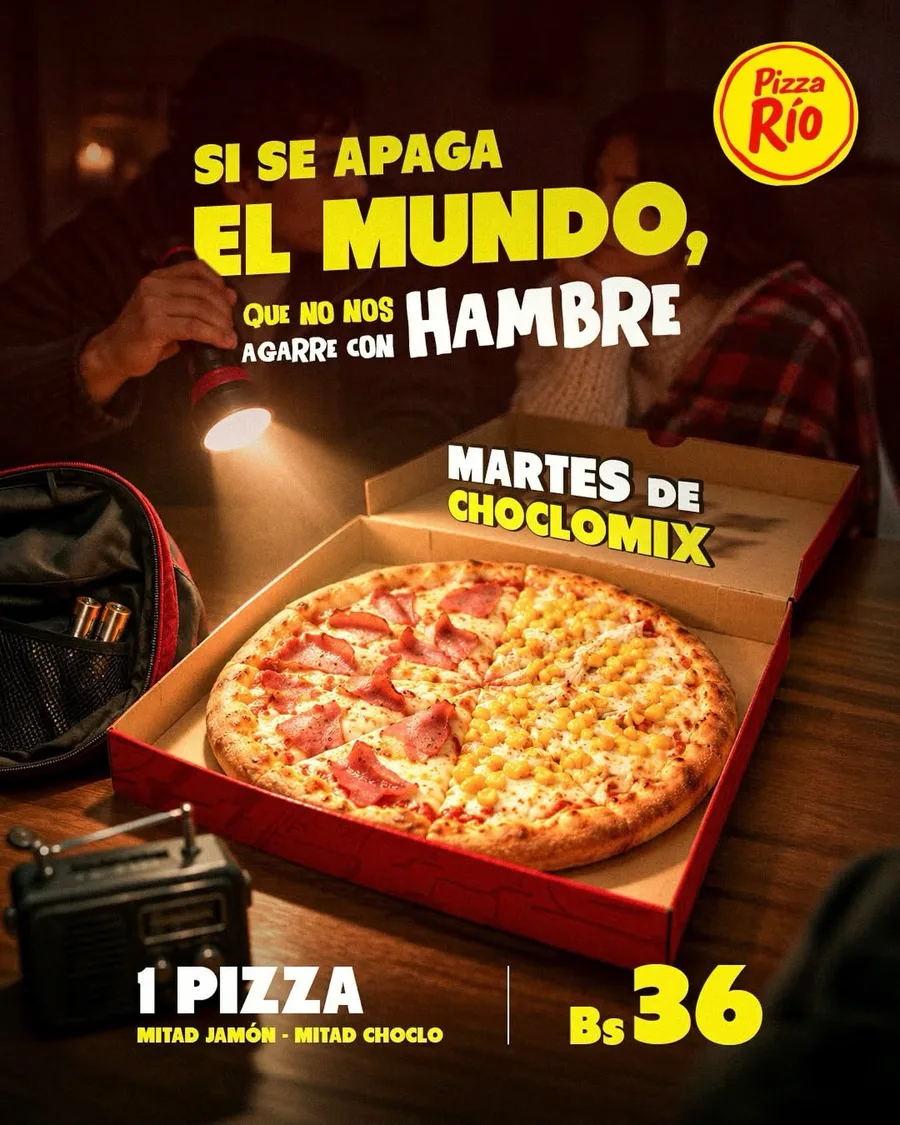 Pizza
Río
SI SE APAGA
EL MUNDO,
QUE NO NOS
AGARRE CON HAMBRE
MARTES DE
CHOCLOMIX
1 PIZZA
MITAD JAMÓN - MITAD CHOCLO
Bs 36